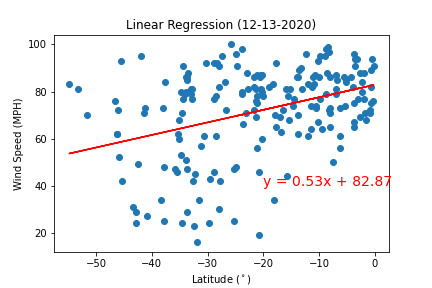 Linear Regression (12-13-2020)
100
80
60
40
20
Wind Speed (MPH)
y = 0.53x + 82.87
−50
−40
−30
−20
−10
0
Latitude (°)